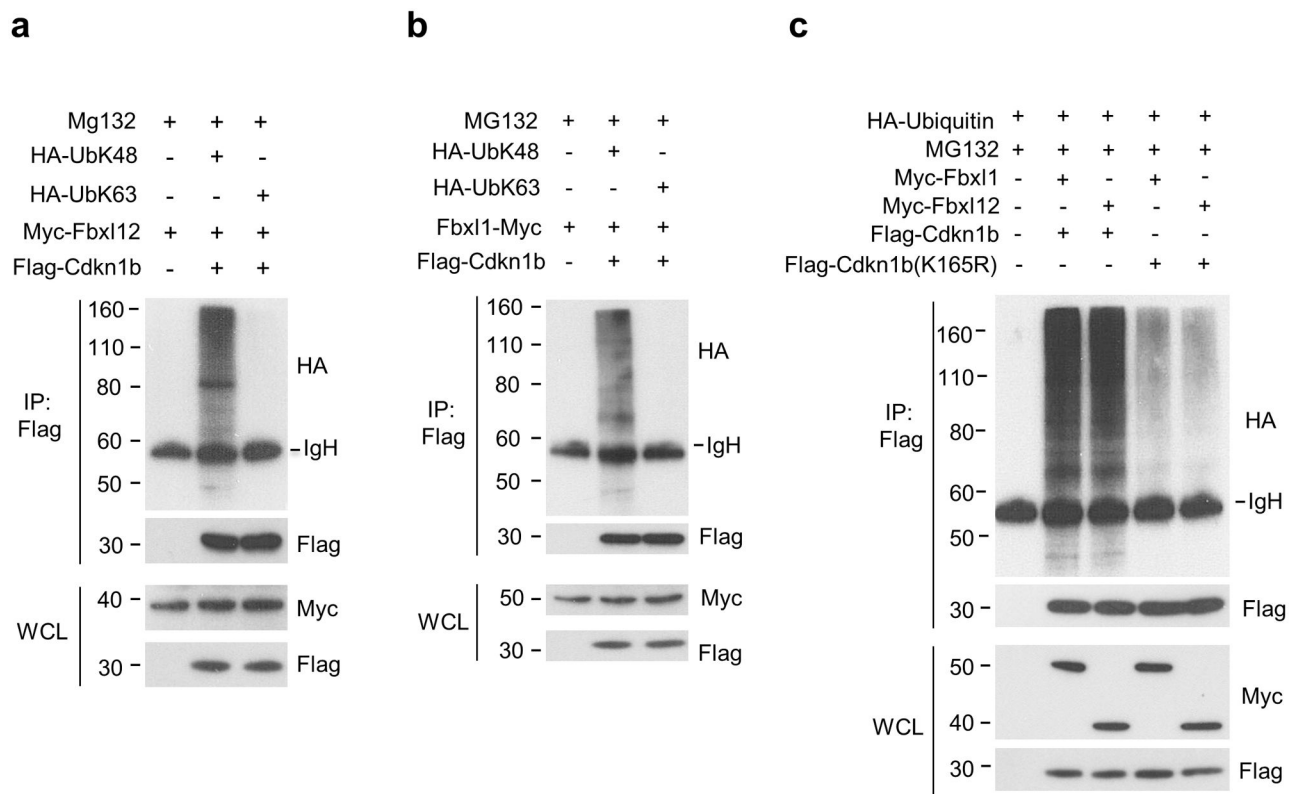 a
Mg132 + + +
HA-UbK48 - + -
HA-UbK63 - - +
Myc-Fbxl12 + + +
Flag-Cdkn1b - + +
IP: Flag
160
110
80
60
50
HA
IgH
30 Flag
WCL
40 Myc
30 Flag
b
MG132 + + +
HA-UbK48 - + -
HA-UbK63 - - +
Fbxl1-Myc + + +
Flag-Cdkn1b - + +
IP: Flag
160
110
80
60
50
HA
IgH
30 Flag
WCL
50 Myc
30 Flag
c
HA-Ubiquitin + + + + +
MG132 + + + + +
Myc-Fbxl1 - + - + -
Myc-Fbxl12 - - + - +
Flag-Cdkn1b - + + - -
Flag-Cdkn1b(K165R) - - - + +
IP: Flag
160
110
80
60
50
HA
IgH
30 Flag
WCL
50
40
Myc
30 Flag